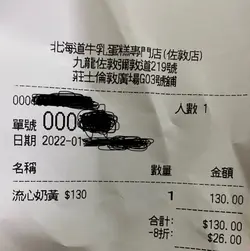 北海道牛乳蛋糕專門店(佐敦店)
九龍佐敦彌敦道219號
莊士倫敦廣場G03號舖
000
人數 1
單號 000
日期 2022-01
名稱 數量 金額
流心奶黃 $130 1 130.00
合計: $130.00
-8折: $26.00